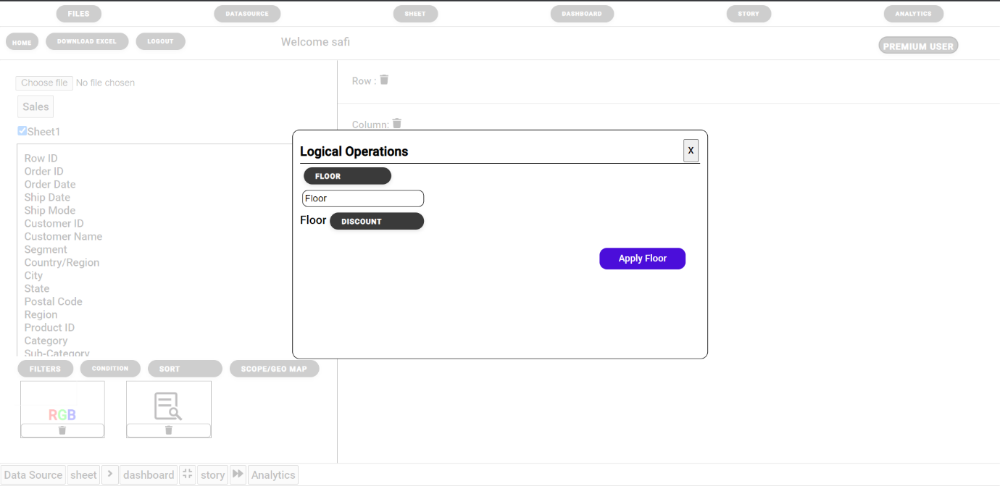 FILES DATASOURCE SHEET DASHBOARD STORY ANALYTICS
HOME DOWNLOAD EXCEL LOGOUT Welcome safi PREMIUM USER
Choose file No file chosen
Sales
Sheet1
Row ID
Order ID
Order Date
Ship Date
Ship Mode
Customer ID
Customer Name
Segment
Country/Region
City
State
Postal Code
Region
Product ID
Category
Sub-Category
FILTERS CONDITION SORT SCOPE/GEO MAP
RGB
Row :
Column:
Logical Operations X
FLOOR
Floor
Floor DISCOUNT
Apply Floor
Data Source sheet > dashboard story Analytics